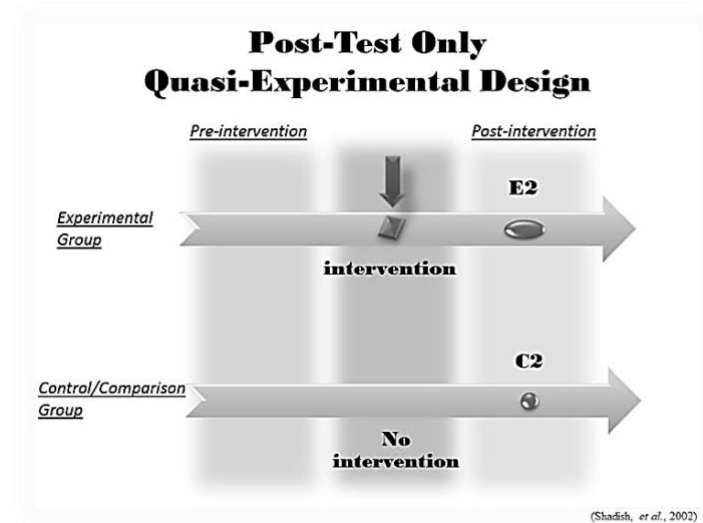 Post-Test Only
Quasi-Experimental Design
Pre-intervention
Post-intervention
E2
Experimental
Group
intervention
C2
Control/Comparison
Group
No
intervention
(Shadish, et al., 2002)